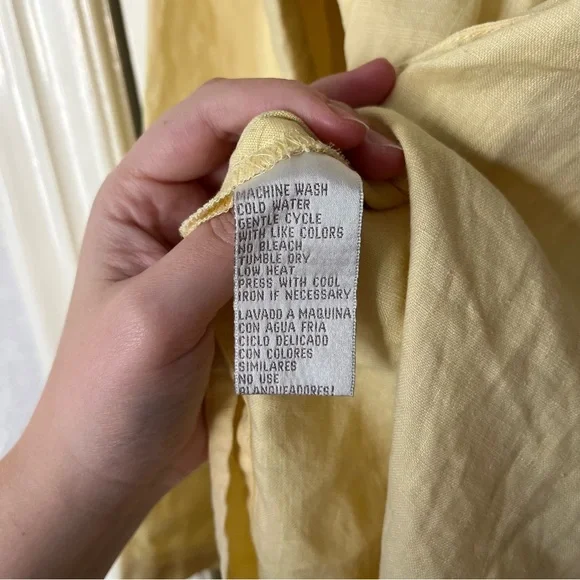 MACHINE WASH
COLD WATER
GENTLE CYCLE
WITH LIKE COLORS
NO BLEACH
TUMBLE DRY
LOW HEAT
PRESS WITH COOL
IRON IF NECESSARY
LAVADO A MAQUINA
CON AGUA FRIA
CICLO DELICADO
CON COLORES
SIMILARES
NO USE
BLANQUEADORES!